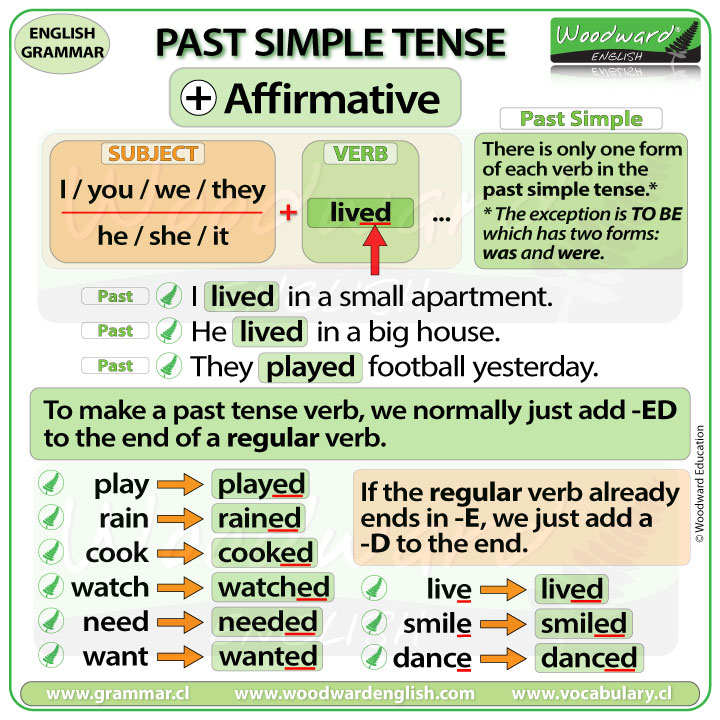 ENGLISH
GRAMMAR
PAST SIMPLE TENSE
Woodward®
ENGLISH
+ Affirmative
SUBJECT
I / you / we / they
he / she / it
+
VERB
lived
...
Past Simple
There is only one form
of each verb in the
past simple tense.*
* The exception is TO BE
which has two forms:
was and were.
Past I lived in a small apartment.
Past He lived in a big house.
Past They played football yesterday.
To make a past tense verb, we normally just add -ED
to the end of a regular verb.
play played
rain rained
cook cooked
watch watched
need needed
want wanted
If the regular verb already
ends in -E, we just add a
-D to the end.
live lived
smile smiled
dance danced
© Woodward Education
www.grammar.cl www.woodwardenglish.com www.vocabulary.cl
Woodward
ENGLISH
Woodward
ENGLISH